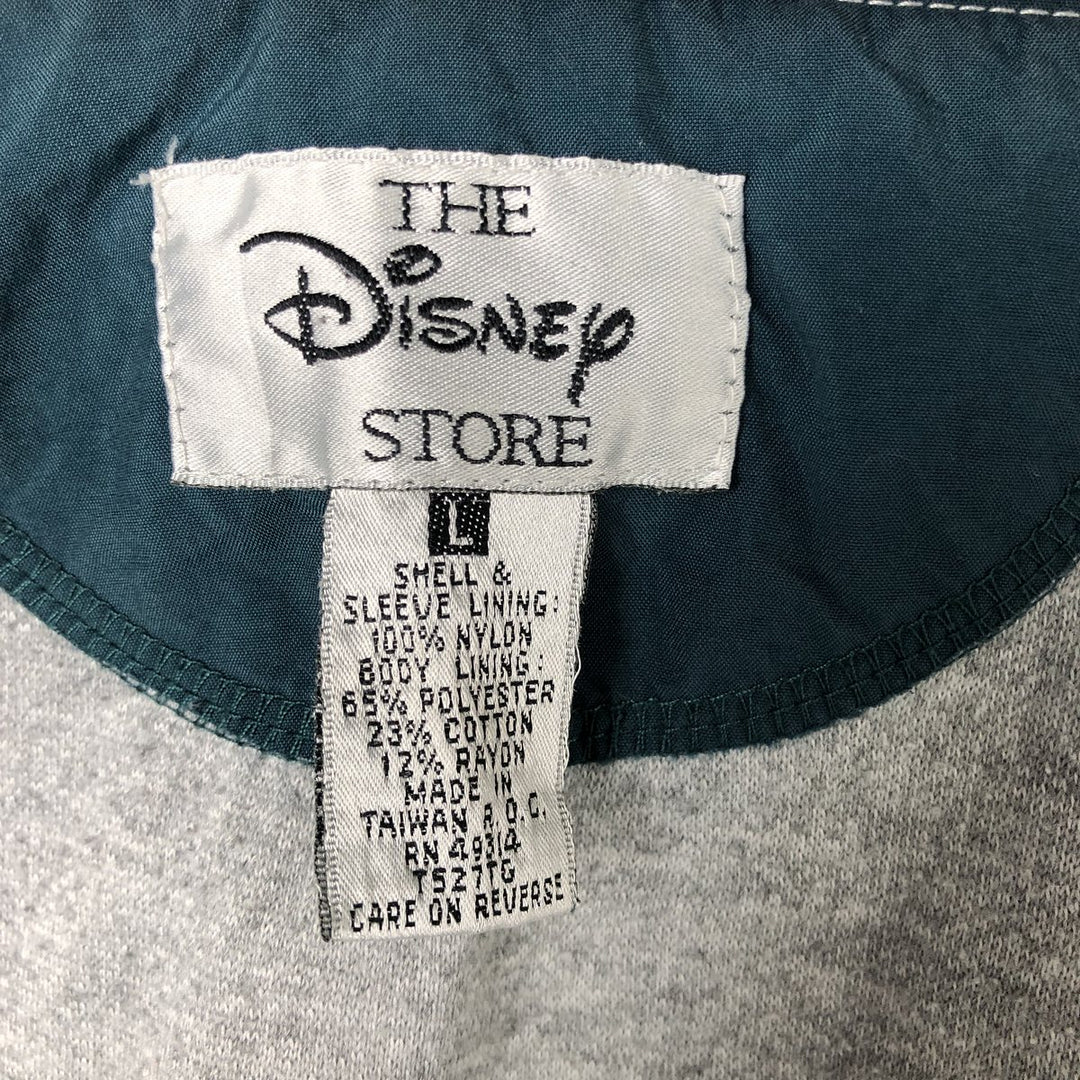 THE
Disney
STORE
L
SHELL &
SLEEVE LINING:
100% NYLON
BODY LINING:
65% POLYESTER
23% COTTON
12% RAYON
MADE IN
TAIWAN R.O.C.
RN 49314
TS27TG
CARE ON REVERSE